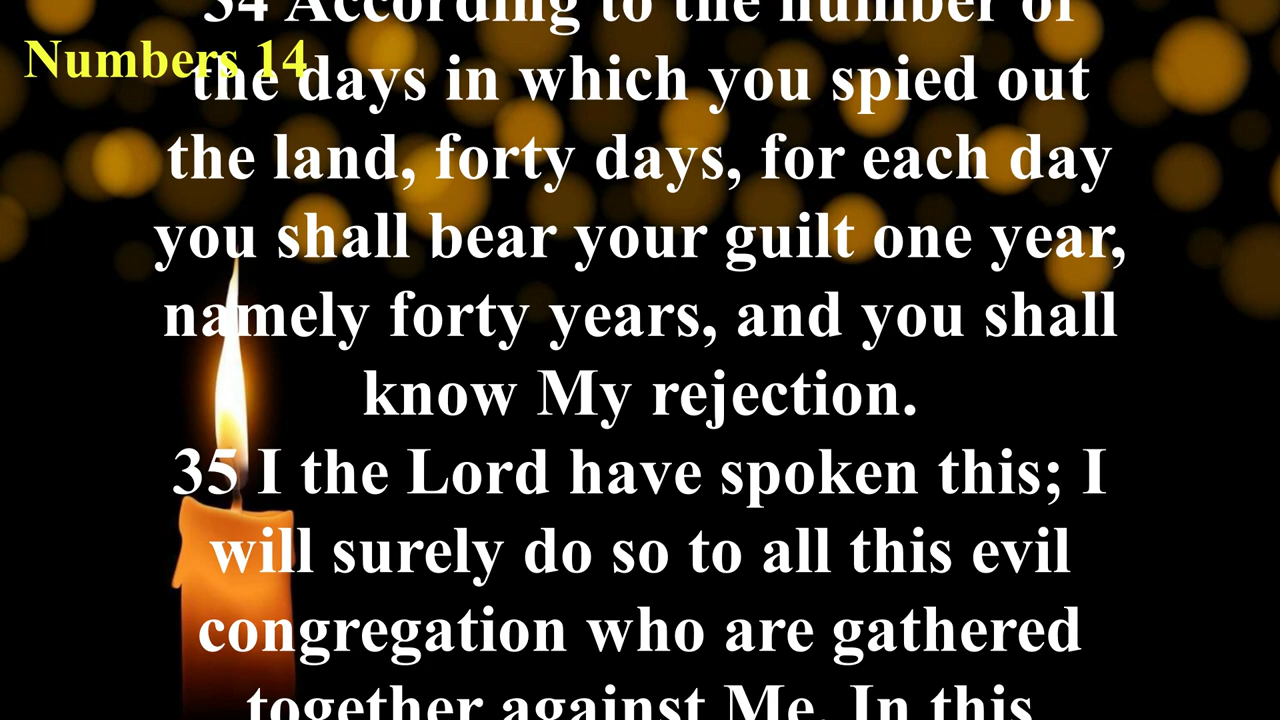 34 According to the number of
Numbers 14
the days in which you spied out
the land, forty days, for each day
you shall bear your guilt one year,
namely forty years, and you shall
know My rejection.
35 I the Lord have spoken this; I
will surely do so to all this evil
congregation who are gathered
together against Me. In this